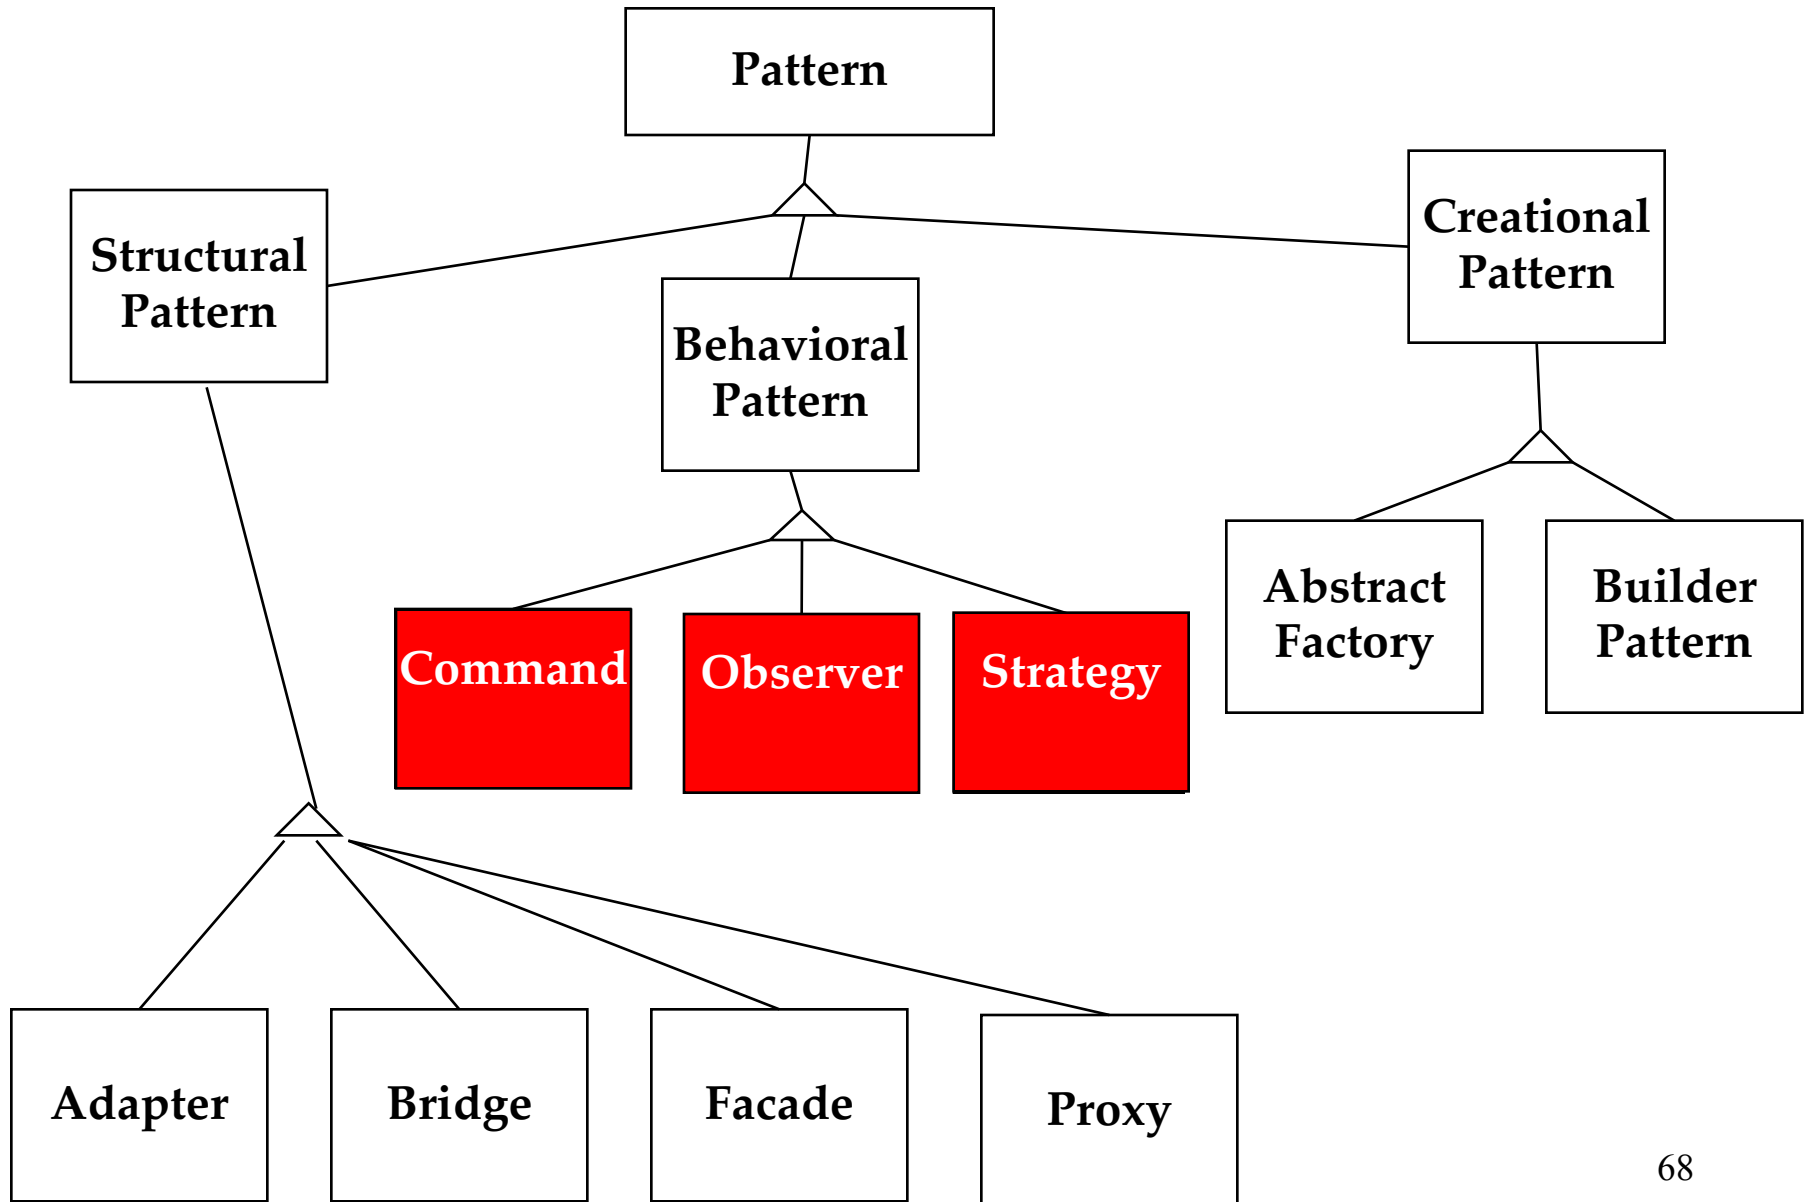 Pattern
Structural
Pattern
Behavioral
Pattern
Creational
Pattern
Command
Observer
Strategy
Abstract
Factory
Builder
Pattern
Adapter
Bridge
Facade
Proxy
68